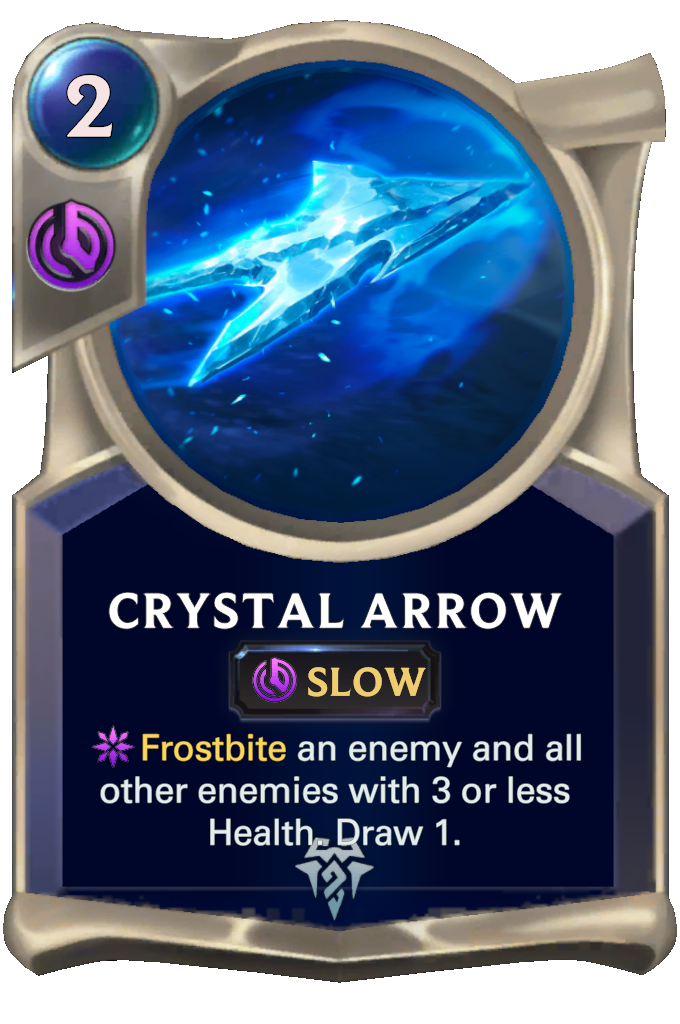 2
CRYSTAL ARROW
SLOW
Frostbite an enemy and all
other enemies with 3 or less
Health. Draw 1.